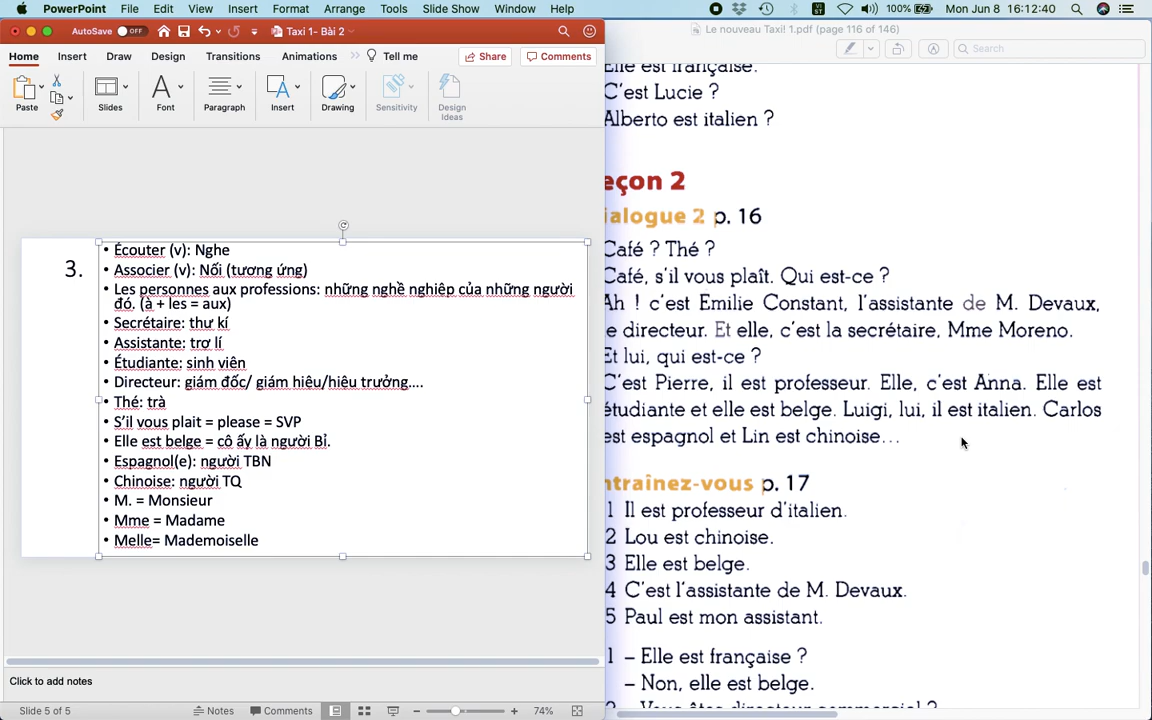 PowerPoint File Edit View Insert Format Arrange Tools Slide Show Window Help 100% Mon Jun 8 16:12:40
AutoSave OFF Taxi 1- Bài 2
Home Insert Draw Design Transitions Animations Tell me Share Comments
Paste Slides Font Paragraph Insert Drawing Sensitivity Design
Ideas
3.
• Écouter (v): Nghe
• Associer (v): Nối (tương ứng)
• Les personnes aux professions: những nghề nghiệp của những người
đó. (à + les = aux)
• Secrétaire: thư kí
• Assistante: trợ lí
• Étudiante: sinh viên
• Directeur: giám đốc/ giám hiệu/hiệu trưởng....
• Thé: trà
• S'il vous plait = please = SVP
• Elle est belge = cô ấy là người Bỉ.
• Espagnol(e): người TBN
• Chinoise: người TQ
• M. = Monsieur
• Mme = Madame
• Melle= Mademoiselle
Click to add notes
Slide 5 of 5 Notes Comments 74%
Le nouveau Taxi! 1.pdf (page 116 of 146)
Search
Elle est française.
C'est Lucie ?
Alberto est italien ?
eçon 2
ialogue 2 p. 16
Café ? Thé ?
Café, s'il vous plaît. Qui est-ce ?
Ah ! c'est Emilie Constant, l'assistante de M. Devaux,
e directeur. Et elle, c'est la secrétaire, Mme Moreno.
Et lui, qui est-ce ?
C'est Pierre, il est professeur. Elle, c'est Anna. Elle est
étudiante et elle est belge. Luigi, lui, il est italien. Carlos
est espagnol et Lin est chinoise...
ntraînez-vous p. 17
1 Il est professeur d'italien.
2 Lou est chinoise.
3 Elle est belge.
4 C'est l'assistante de M. Devaux.
5 Paul est mon assistant.
1 – Elle est française ?
– Non, elle est belge.
2 – Vous êtes directeur commercial ?